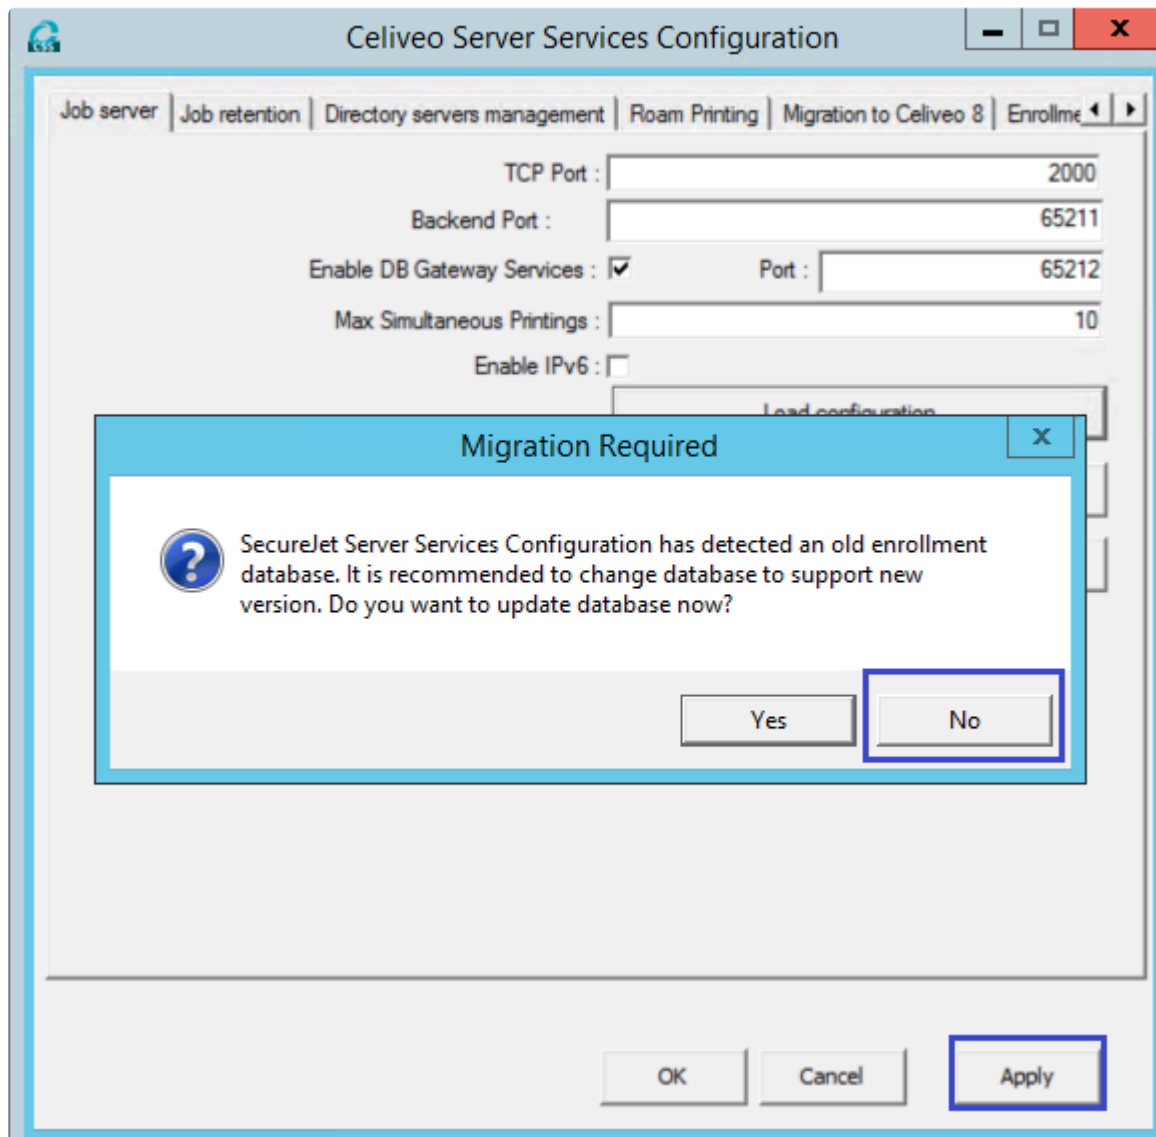 CSS
Celiveo Server Services Configuration
X
Job server
Job retention
Directory servers management
Roam Printing
Migration to Celiveo 8
Enrollme
TCP Port :
2000
Backend Port :
65211
Enable DB Gateway Services :
Port :
65212
Max Simultaneous Printings :
10
Enable IPv6 :
Load configuration
Migration Required
X
?
SecureJet Server Services Configuration has detected an old enrollment
database. It is recommended to change database to support new
version. Do you want to update database now?
Yes
No
OK
Cancel
Apply